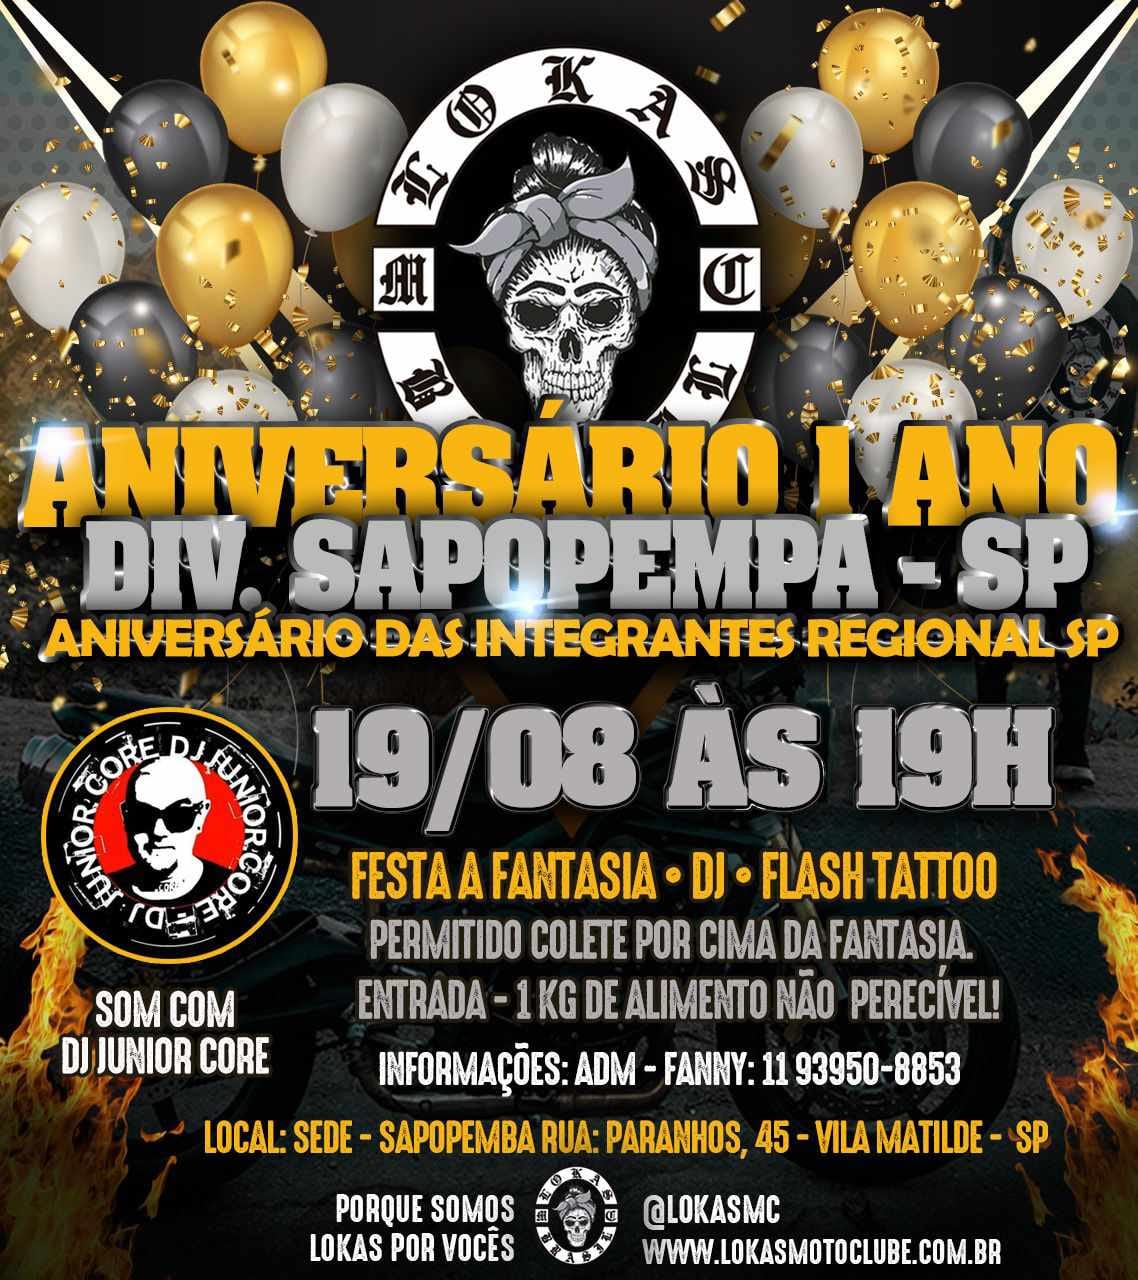 LOKAS
M C
BRASIL
ANIVERSÁRIO 1 ANO
DIV. SAPOPEMPA - SP
ANIVERSÁRIO DAS INTEGRANTES REGIONAL SP
19/08 ÀS 19H
DJ JUNIOR CORE - DJ JUNIOR CORE
FESTA A FANTASIA • DJ • FLASH TATTOO
PERMITIDO COLETE POR CIMA DA FANTASIA.
ENTRADA - 1 KG DE ALIMENTO NÃO PERECÍVEL!
SOM COM
DJ JUNIOR CORE
INFORMAÇÕES: ADM - FANNY: 11 93950-8853
LOCAL: SEDE - SAPOPEMBA RUA: PARANHOS, 45 - VILA MATILDE - SP
PORQUE SOMOS
LOKAS POR VOCÊS
LOKAS
M C
BRASIL
@LOKASMC
WWW.LOKASMOTOCLUBE.COM.BR